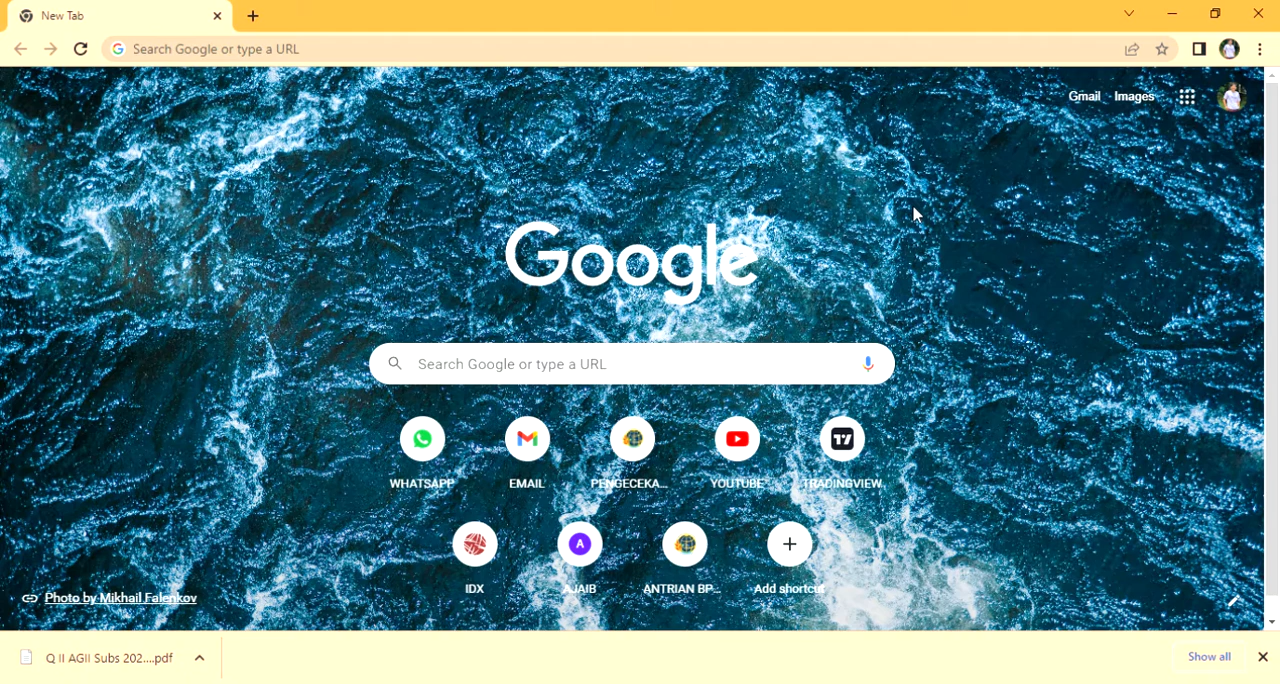 New Tab
Search Google or type a URL
Gmail Images
Google
Search Google or type a URL
WHATSAPP EMAIL PENGECEKA... YOUTUBE TRADINGVIEW
IDX AJAIB ANTRIAN BP... Add shortcut
Photo by Mikhail Falenkov
Q II AGII Subs 202....pdf Show all